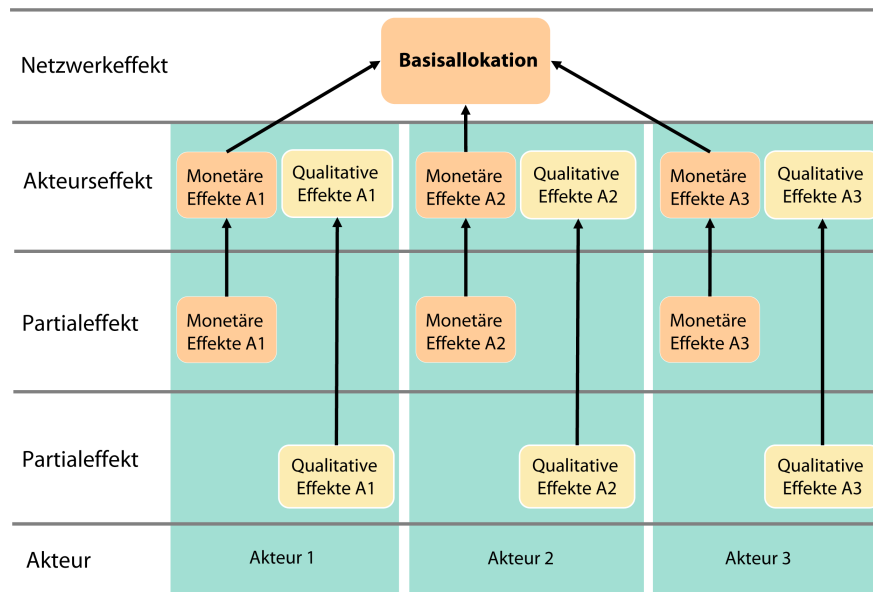 Netzwerkeffekt
Basisallokation
Akteurseffekt
Monetäre
Effekte A1
Qualitative
Effekte A1
Monetäre
Effekte A2
Qualitative
Effekte A2
Monetäre
Effekte A3
Qualitative
Effekte A3
Partialeffekt
Monetäre
Effekte A1
Monetäre
Effekte A2
Monetäre
Effekte A3
Partialeffekt
Qualitative
Effekte A1
Qualitative
Effekte A2
Qualitative
Effekte A3
Akteur
Akteur 1
Akteur 2
Akteur 3